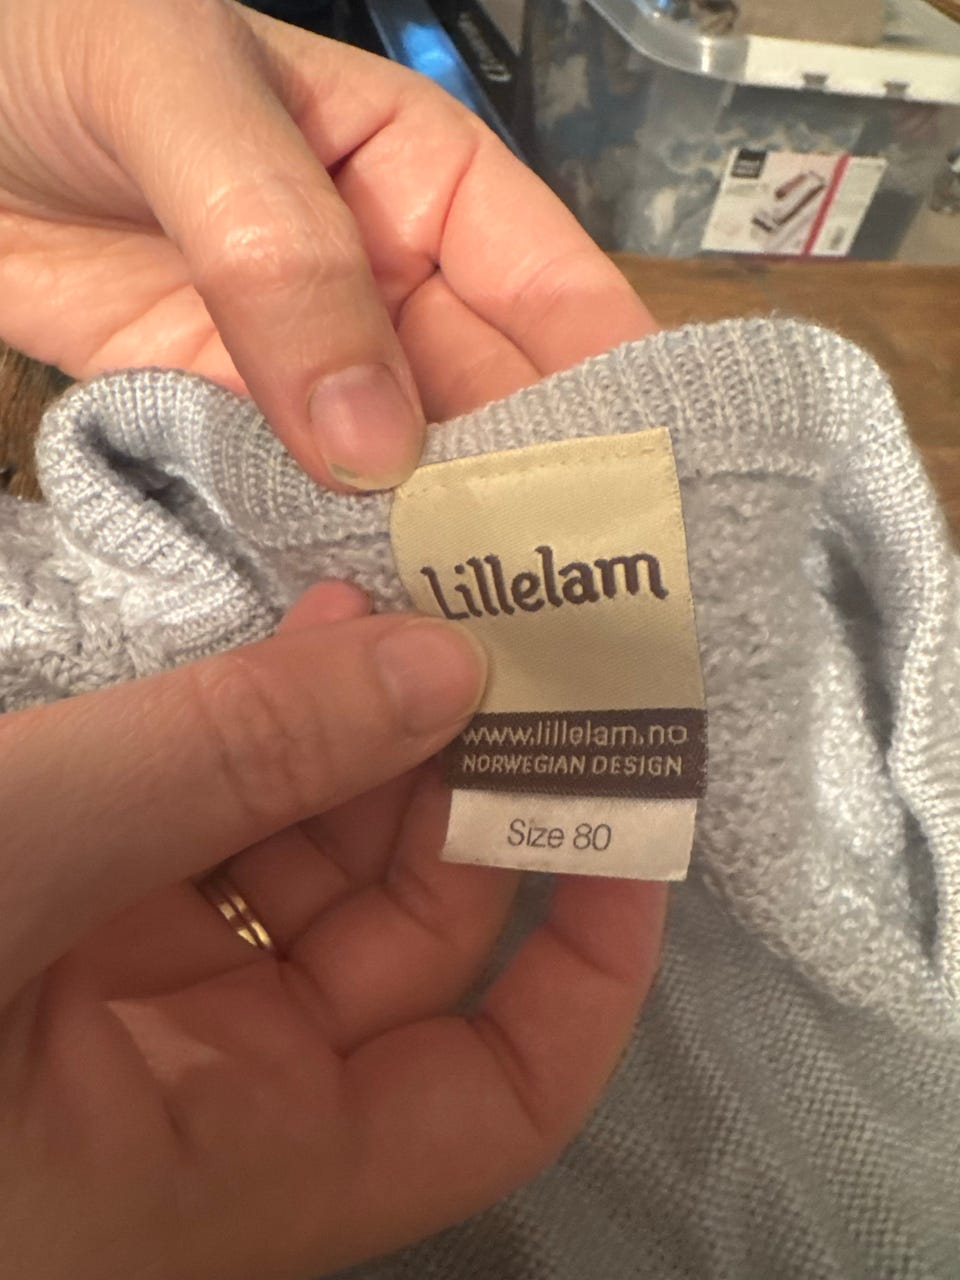 Lillelam
www.lillelam.no
NORWEGIAN DESIGN
Size 80